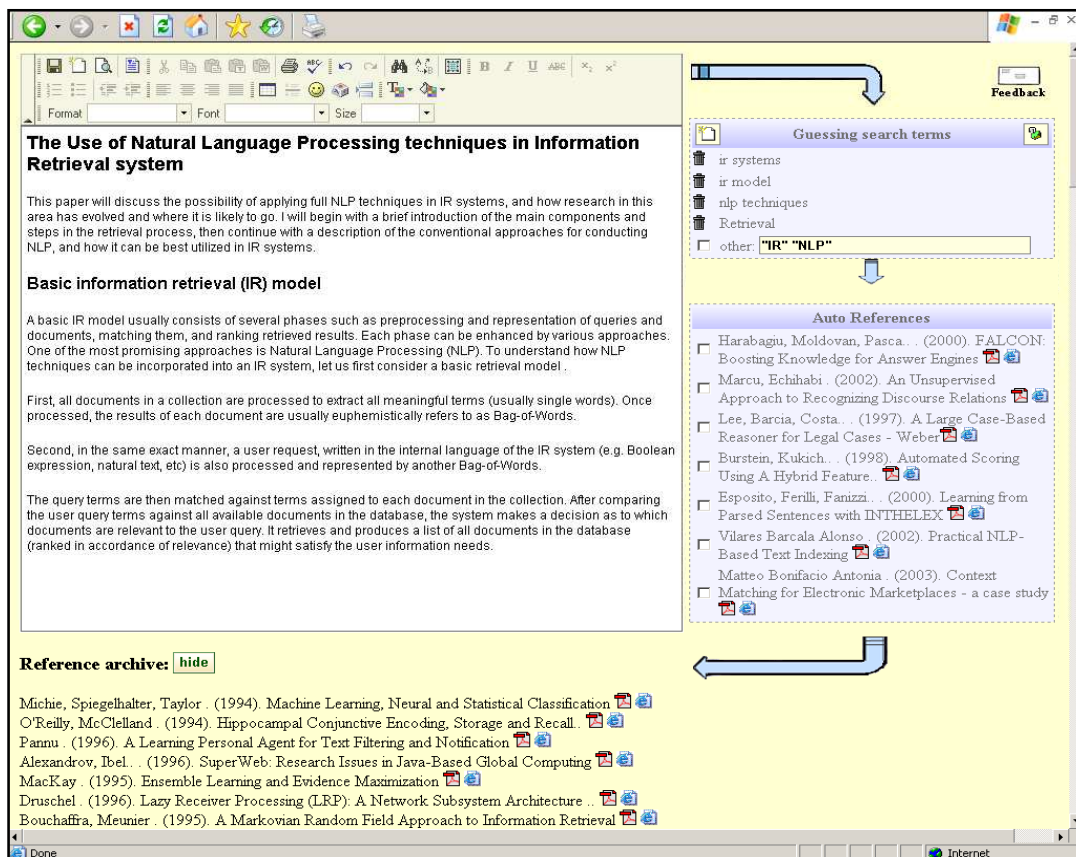 ABC
B I U ABC x₂ x²
Format Font Size
The Use of Natural Language Processing techniques in Information
Retrieval system
This paper will discuss the possibility of applying full NLP techniques in IR systems, and how research in this
area has evolved and where it is likely to go. I will begin with a brief introduction of the main components and
steps in the retrieval process, then continue with a description of the conventional approaches for conducting
NLP, and how it can be best utilized in IR systems.
Basic information retrieval (IR) model
A basic IR model usually consists of several phases such as preprocessing and representation of queries and
documents, matching them, and ranking retrieved results. Each phase can be enhanced by various approaches.
One of the most promising approaches is Natural Language Processing (NLP). To understand how NLP
techniques can be incorporated into an IR system, let us first consider a basic retrieval model .
First, all documents in a collection are processed to extract all meaningful terms (usually single words). Once
processed, the results of each document are usually euphemistically refers to as Bag-of-Words.
Second, in the same exact manner, a user request, written in the internal language of the IR system (e.g. Boolean
expression, natural text, etc) is also processed and represented by another Bag-of-Words.
The query terms are then matched against terms assigned to each document in the collection. After comparing
the user query terms against all available documents in the database, the system makes a decision as to which
documents are relevant to the user query. It retrieves and produces a list of all documents in the database
(ranked in accordance of relevance) that might satisfy the user information needs.
Feedback
Guessing search terms
ir systems
ir model
nlp techniques
Retrieval
other: "IR" "NLP"
Auto References
Harabagiu, Moldovan, Pasca.. . (2000). FALCON:
Boosting Knowledge for Answer Engines
Marcu, Echihabi . (2002). An Unsupervised
Approach to Recognizing Discourse Relations
Lee, Barcia, Costa.. . (1997). A Large Case-Based
Reasoner for Legal Cases - Weber
Burstein, Kukich.. . (1998). Automated Scoring
Using A Hybrid Feature..
Esposito, Ferilli, Fanizzi.. . (2000). Learning from
Parsed Sentences with INTHELEX
Vilares Barcala Alonso . (2002). Practical NLP-
Based Text Indexing
Matteo Bonifacio Antonia . (2003). Context
Matching for Electronic Marketplaces - a case study
Reference archive: hide
Michie, Spiegelhalter, Taylor . (1994). Machine Learning, Neural and Statistical Classification
O'Reilly, McClelland . (1994). Hippocampal Conjunctive Encoding, Storage and Recall..
Pannu . (1996). A Learning Personal Agent for Text Filtering and Notification
Alexandrov, Ibel.. . (1996). SuperWeb: Research Issues in Java-Based Global Computing
MacKay . (1995). Ensemble Learning and Evidence Maximization
Druschel . (1996). Lazy Receiver Processing (LRP): A Network Subsystem Architecture ..
Bouchaffra, Meunier . (1995). A Markovian Random Field Approach to Information Retrieval
Done Internet